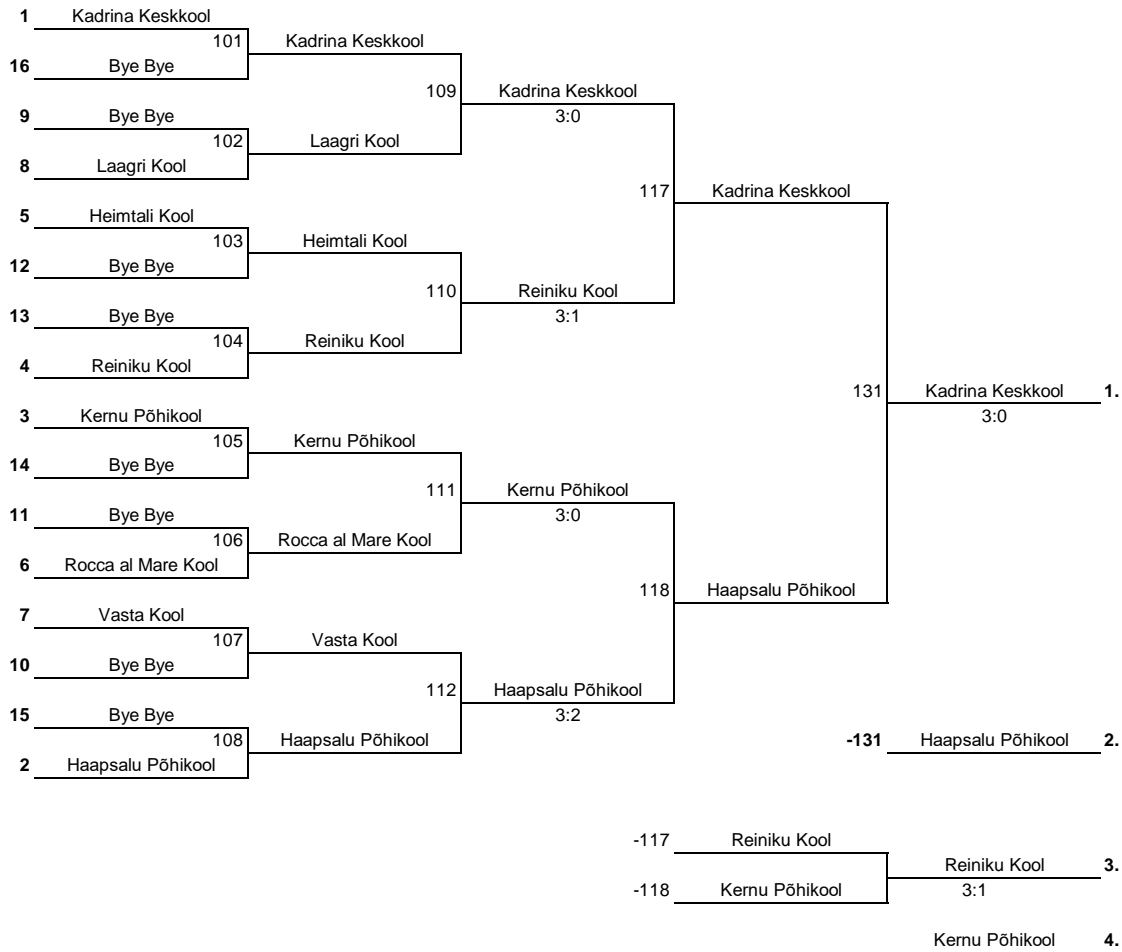 1 Kadrina Keskkool
101 Kadrina Keskkool
16 Bye Bye
109 Kadrina Keskkool
3:0
9 Bye Bye
102 Laagri Kool
8 Laagri Kool
117 Kadrina Keskkool
5 Heimtali Kool
103 Heimtali Kool
12 Bye Bye
110 Reiniku Kool
3:1
13 Bye Bye
104 Reiniku Kool
4 Reiniku Kool
131 Kadrina Keskkool 1.
3:0
3 Kernu Põhikool
105 Kernu Põhikool
14 Bye Bye
111 Kernu Põhikool
3:0
11 Bye Bye
106 Rocca al Mare Kool
6 Rocca al Mare Kool
118 Haapsalu Põhikool
7 Vasta Kool
107 Vasta Kool
10 Bye Bye
112 Haapsalu Põhikool
3:2
15 Bye Bye
108 Haapsalu Põhikool
2 Haapsalu Põhikool
-131 Haapsalu Põhikool 2.
-117 Reiniku Kool
Reiniku Kool 3.
3:1
-118 Kernu Põhikool
Kernu Põhikool 4.